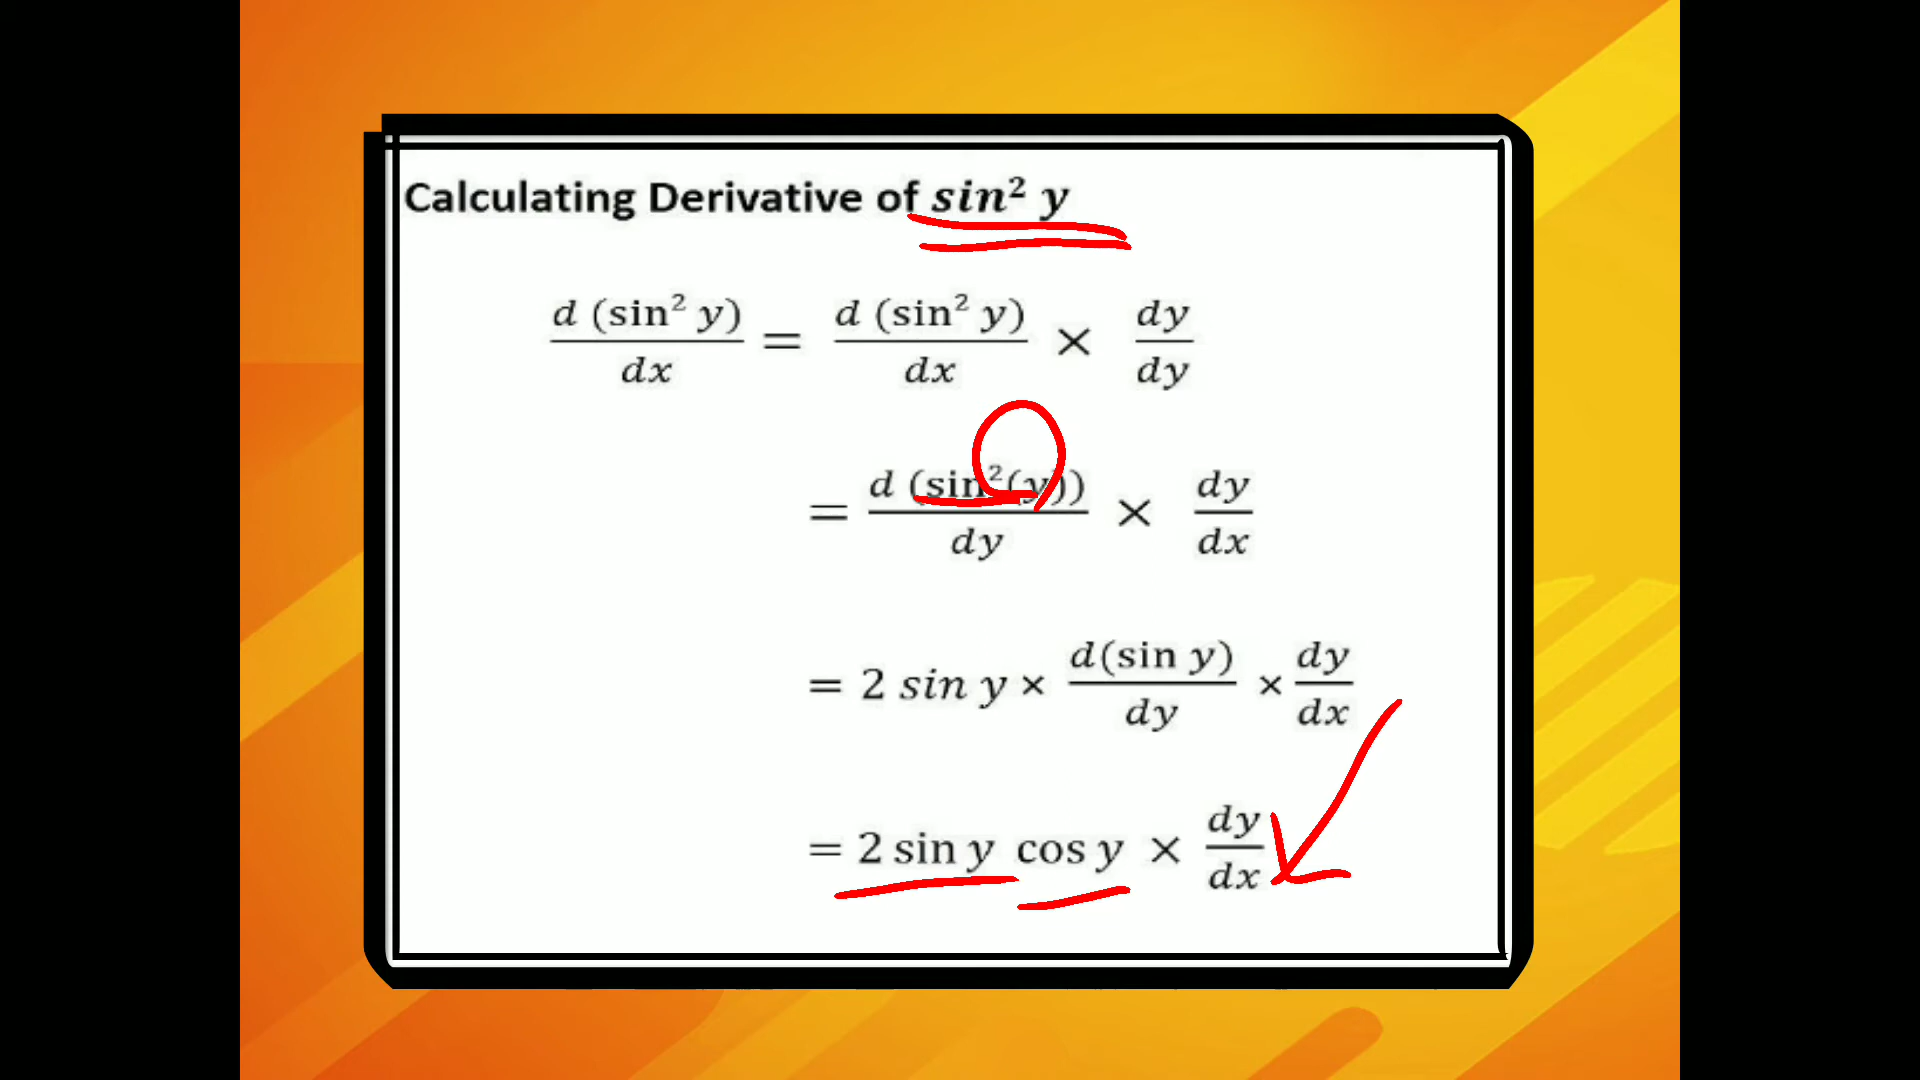 Calculating Derivative of sin² y
d (sin² y)/dx = d (sin² y)/dx × dy/dy
= d (sin²(y))/dy × dy/dx
= 2 sin y × d(sin y)/dy × dy/dx
= 2 sin y cos y × dy/dx